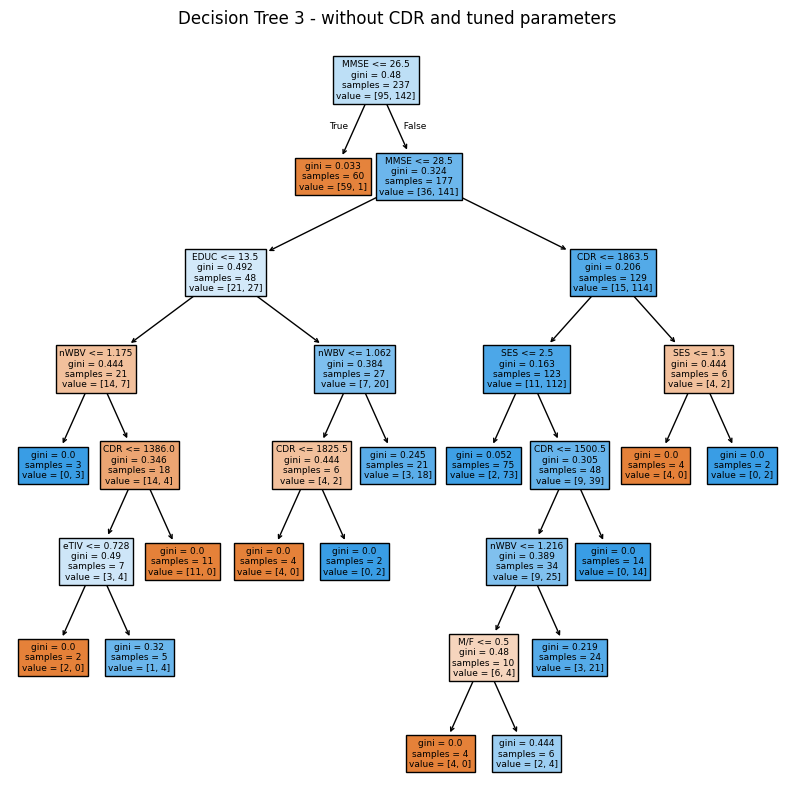 Decision Tree 3 - without CDR and tuned parameters
MMSE <= 26.5
gini = 0.48
samples = 237
value = [95, 142]
True
False
gini = 0.033
samples = 60
value = [59, 1]
MMSE <= 28.5
gini = 0.324
samples = 177
value = [36, 141]
EDUC <= 13.5
gini = 0.492
samples = 48
value = [21, 27]
CDR <= 1863.5
gini = 0.206
samples = 129
value = [15, 114]
nWBV <= 1.175
gini = 0.444
samples = 21
value = [14, 7]
nWBV <= 1.062
gini = 0.384
samples = 27
value = [7, 20]
SES <= 2.5
gini = 0.163
samples = 123
value = [11, 112]
SES <= 1.5
gini = 0.444
samples = 6
value = [4, 2]
gini = 0.0
samples = 3
value = [0, 3]
CDR <= 1386.0
gini = 0.346
samples = 18
value = [14, 4]
CDR <= 1825.5
gini = 0.444
samples = 6
value = [4, 2]
gini = 0.245
samples = 21
value = [3, 18]
gini = 0.052
samples = 75
value = [2, 73]
CDR <= 1500.5
gini = 0.305
samples = 48
value = [9, 39]
gini = 0.0
samples = 4
value = [4, 0]
gini = 0.0
samples = 2
value = [0, 2]
eTIV <= 0.728
gini = 0.49
samples = 7
value = [3, 4]
gini = 0.0
samples = 11
value = [11, 0]
gini = 0.0
samples = 4
value = [4, 0]
gini = 0.0
samples = 2
value = [0, 2]
nWBV <= 1.216
gini = 0.389
samples = 34
value = [9, 25]
gini = 0.0
samples = 14
value = [0, 14]
gini = 0.0
samples = 2
value = [2, 0]
gini = 0.32
samples = 5
value = [1, 4]
M/F <= 0.5
gini = 0.48
samples = 10
value = [6, 4]
gini = 0.219
samples = 24
value = [3, 21]
gini = 0.0
samples = 4
value = [4, 0]
gini = 0.444
samples = 6
value = [2, 4]